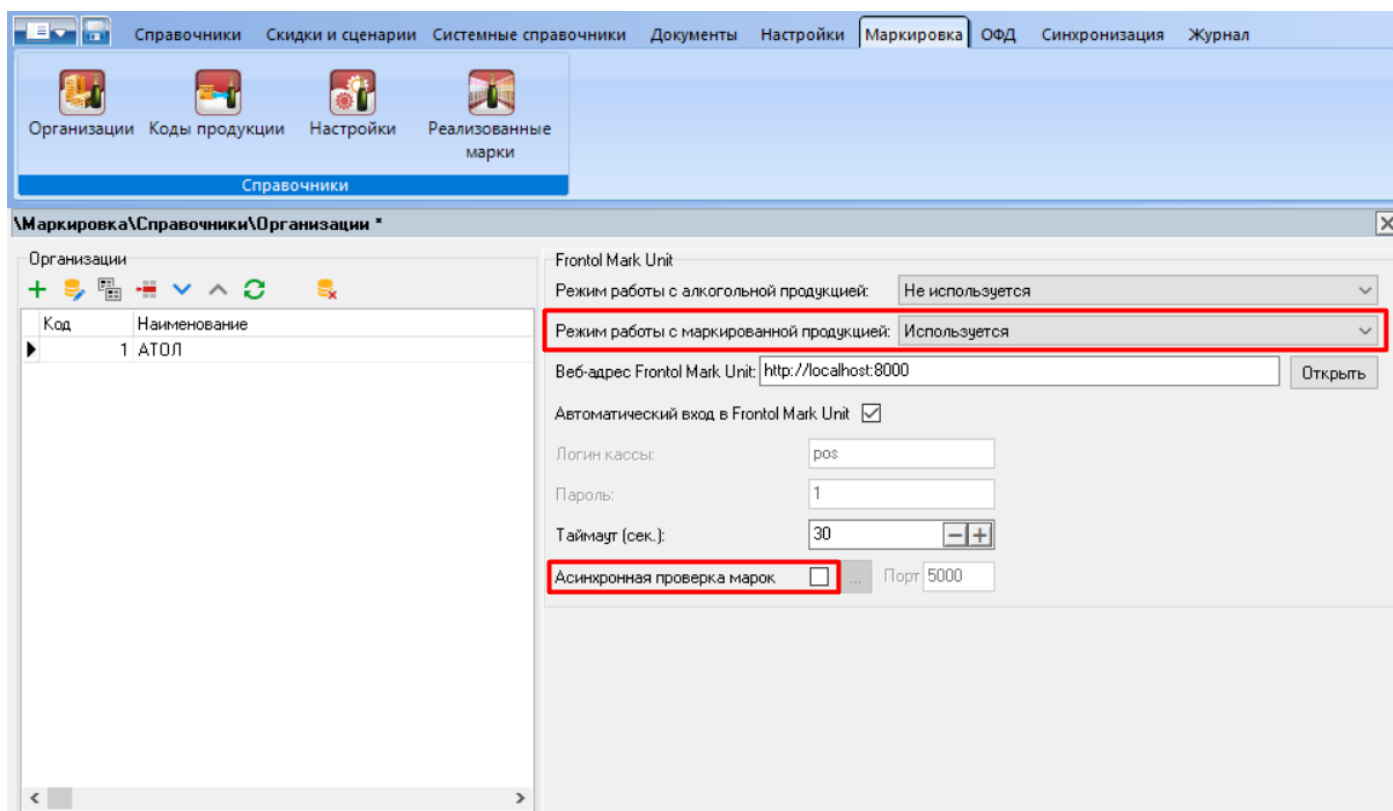 Справочники Скидки и сценарии Системные справочники Документы Настройки Маркировка ОФД Синхронизация Журнал
Организации Коды продукции Настройки Реализованные марки
Справочники
\Маркировка\Справочники\Организации *
Организации
Код Наименование
1 АТОЛ
Frontol Mark Unit
Режим работы с алкогольной продукцией: Не используется
Режим работы с маркированной продукцией: Используется
Веб-адрес Frontol Mark Unit: http://localhost:8000 Открыть
Автоматический вход в Frontol Mark Unit
Логин кассы: pos
Пароль: 1
Таймаут (сек.): 30
Асинхронная проверка марок ... Порт 5000